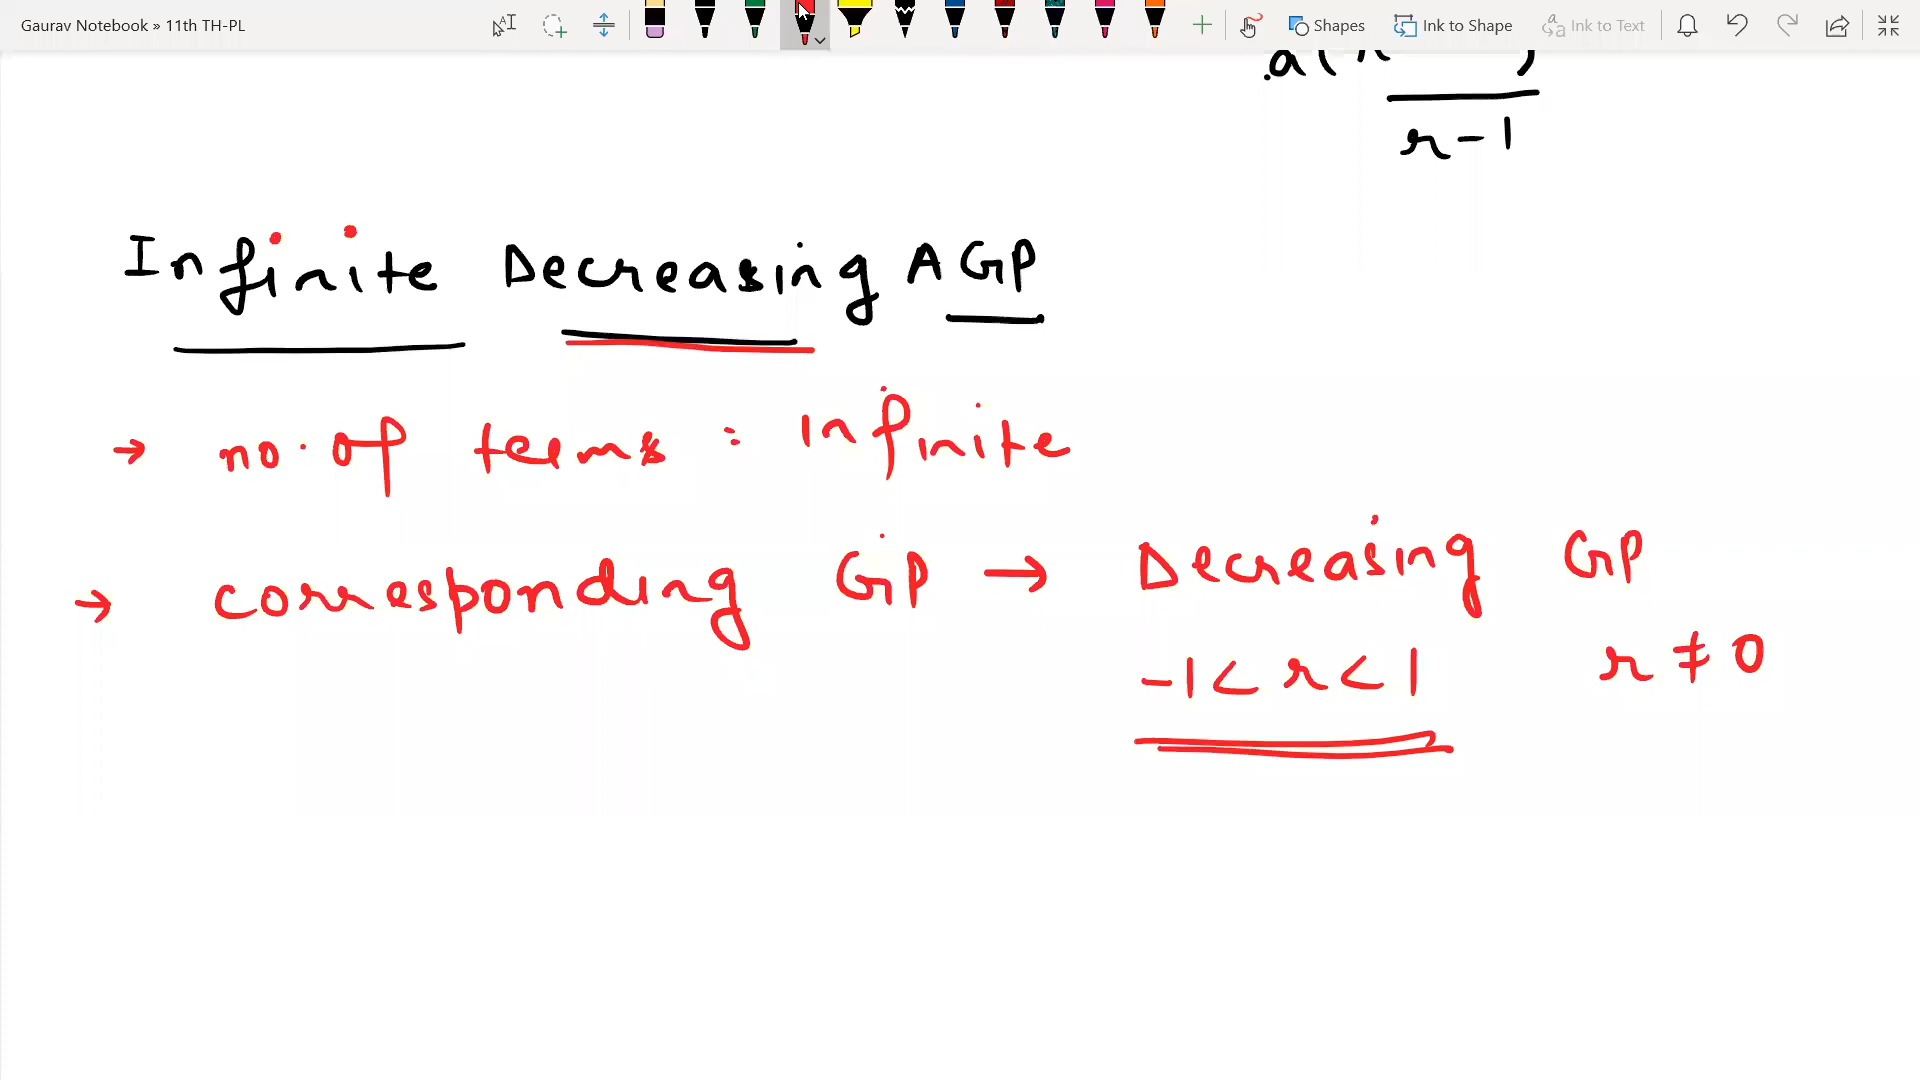 Gaurav Notebook » 11th TH-PL
Shapes Ink to Shape Ink to Text
r-1
Infinite Decreasing AGP
→ no. of terms : infinite
→ corresponding GP → Decreasing GP
-1 < r < 1 r ≠ 0